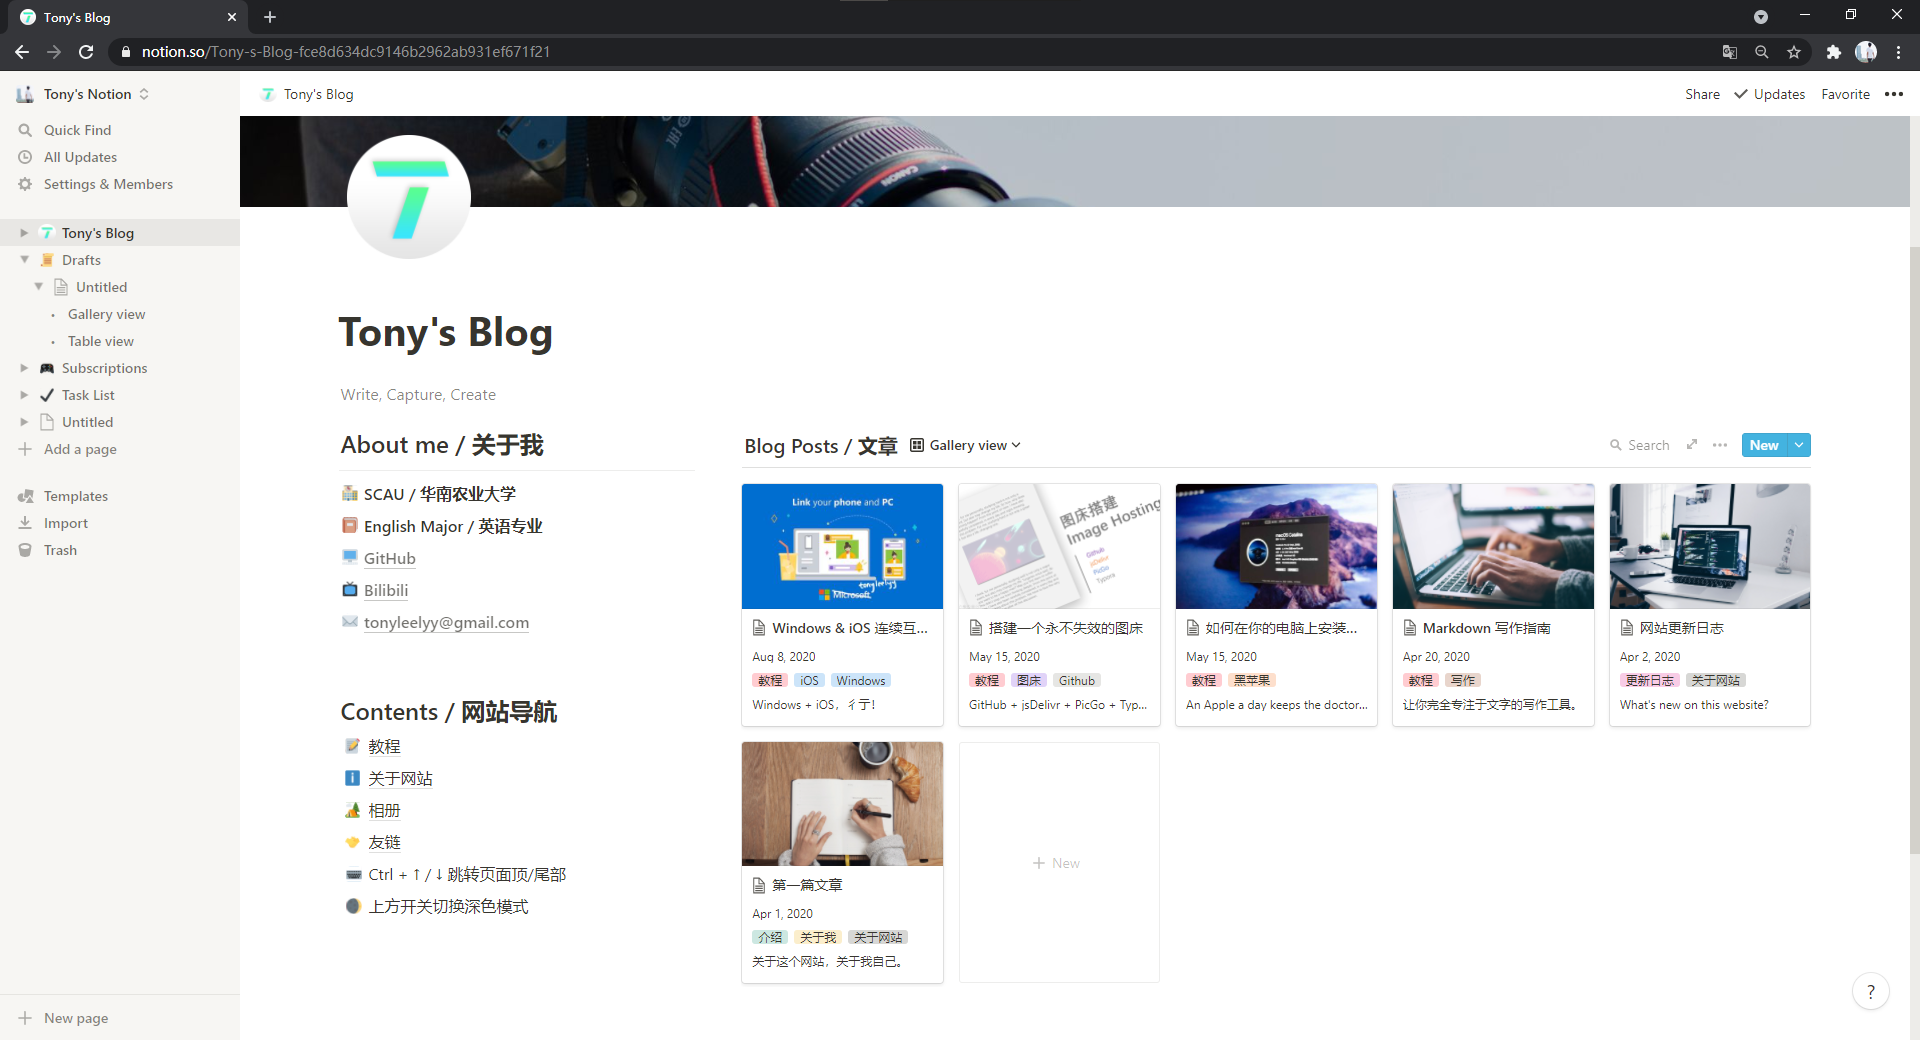 Tony's Blog
notion.so/Tony-s-Blog-fce8d634dc9146b2962ab931ef671f21
Tony's Notion
Quick Find
All Updates
Settings & Members
Tony's Blog
Drafts
Untitled
Gallery view
Table view
Subscriptions
Task List
Untitled
Add a page
Templates
Import
Trash
New page
Tony's Blog
Share
Updates
Favorite
CANON
Tony's Blog
Write, Capture, Create
About me / 关于我
SCAU / 华南农业大学
English Major / 英语专业
GitHub
Bilibili
tonyleelyy@gmail.com
Contents / 网站导航
教程
关于网站
相册
友链
Ctrl + ↑ / ↓ 跳转页面顶/尾部
上方开关切换深色模式
Blog Posts / 文章
Gallery view
Search
New
Link your phone and PC
tonyleelyy
Microsoft
Windows & iOS 连续互...
Aug 8, 2020
教程 iOS Windows
Windows + iOS，彳亍！
图床搭建
Image Hosting
Github
jsDelivr
PicGo
Typora
搭建一个永不失效的图床
May 15, 2020
教程 图床 Github
GitHub + jsDelivr + PicGo + Typ...
macOS Catalina
如何在你的电脑上安装...
May 15, 2020
教程 黑苹果
An Apple a day keeps the doctor...
Markdown 写作指南
Apr 20, 2020
教程 写作
让你完全专注于文字的写作工具。
网站更新日志
Apr 2, 2020
更新日志 关于网站
What's new on this website?
第一篇文章
Apr 1, 2020
介绍 关于我 关于网站
关于这个网站，关于我自己。
+ New
?